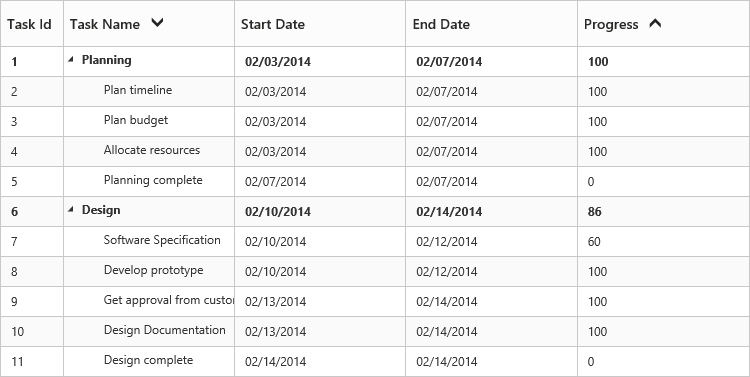 Task Id Task Name Start Date End Date Progress
1 Planning 02/03/2014 02/07/2014 100
2 Plan timeline 02/03/2014 02/07/2014 100
3 Plan budget 02/03/2014 02/07/2014 100
4 Allocate resources 02/03/2014 02/07/2014 100
5 Planning complete 02/07/2014 02/07/2014 0
6 Design 02/10/2014 02/14/2014 86
7 Software Specification 02/10/2014 02/12/2014 60
8 Develop prototype 02/10/2014 02/12/2014 100
9 Get approval from custo 02/13/2014 02/14/2014 100
10 Design Documentation 02/13/2014 02/14/2014 100
11 Design complete 02/14/2014 02/14/2014 0